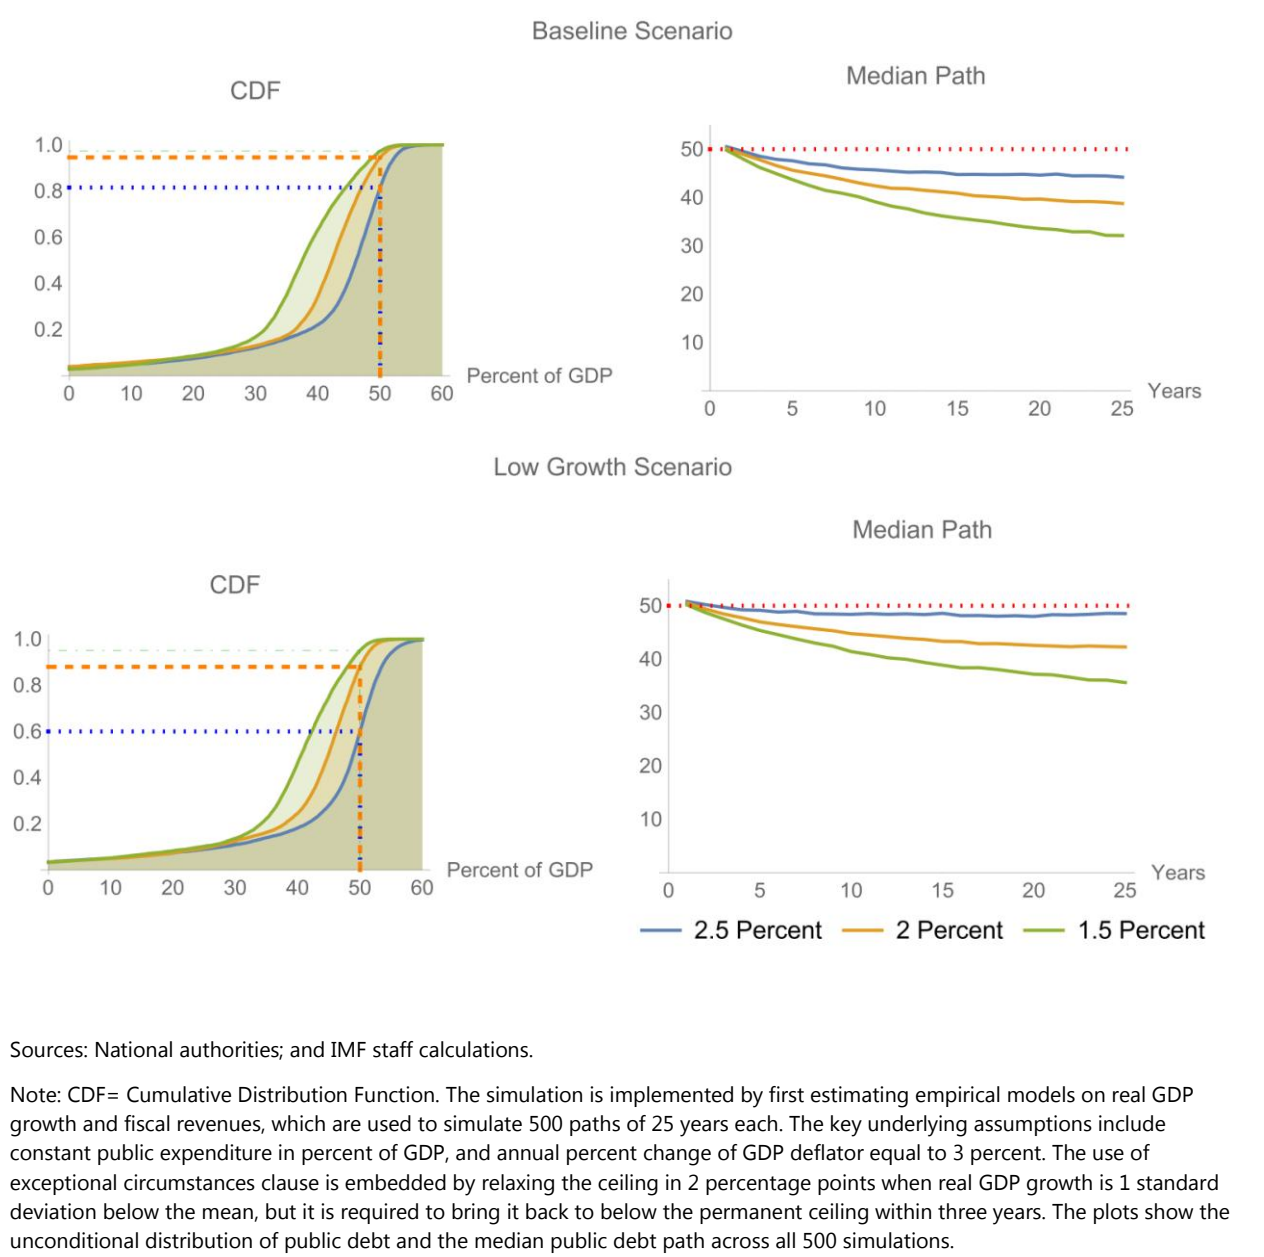 Baseline Scenario
CDF
1.0
0.8
0.6
0.4
0.2
0 10 20 30 40 50 60
Percent of GDP
Median Path
50
40
30
20
10
0 5 10 15 20 25
Years
Low Growth Scenario
CDF
1.0
0.8
0.6
0.4
0.2
0 10 20 30 40 50 60
Percent of GDP
Median Path
50
40
30
20
10
0 5 10 15 20 25
Years
2.5 Percent 2 Percent 1.5 Percent
Sources: National authorities; and IMF staff calculations.
Note: CDF= Cumulative Distribution Function. The simulation is implemented by first estimating empirical models on real GDP
growth and fiscal revenues, which are used to simulate 500 paths of 25 years each. The key underlying assumptions include
constant public expenditure in percent of GDP, and annual percent change of GDP deflator equal to 3 percent. The use of
exceptional circumstances clause is embedded by relaxing the ceiling in 2 percentage points when real GDP growth is 1 standard
deviation below the mean, but it is required to bring it back to below the permanent ceiling within three years. The plots show the
unconditional distribution of public debt and the median public debt path across all 500 simulations.